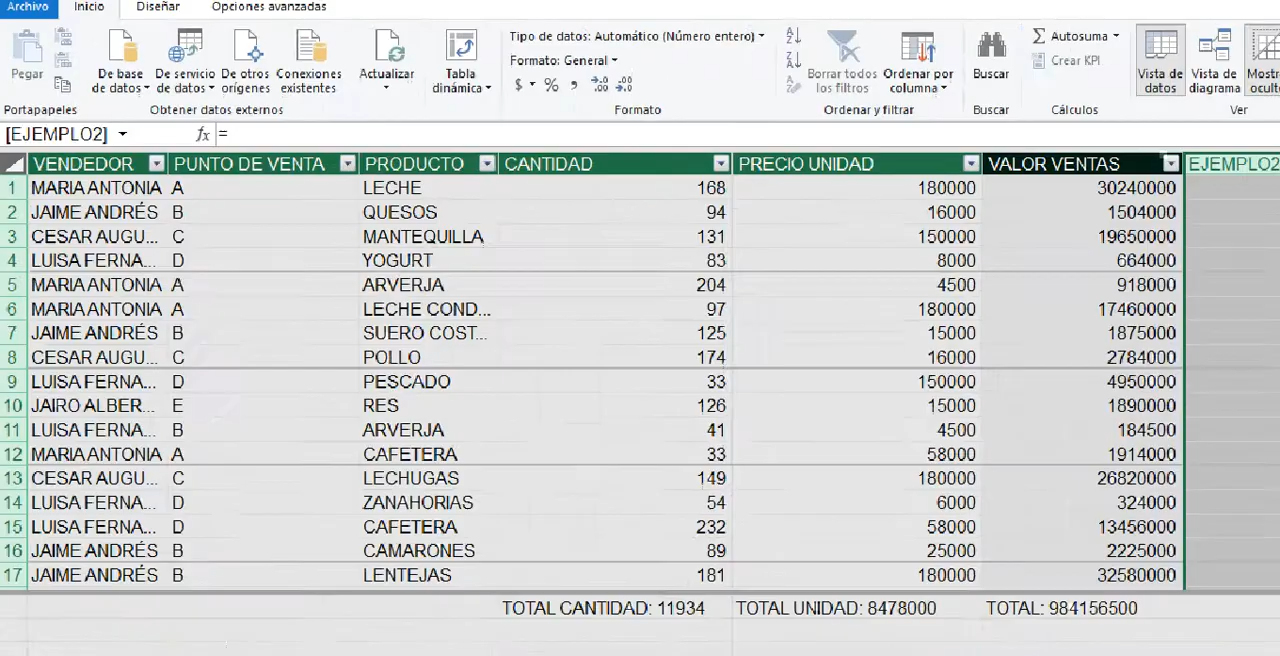 Archivo Inicio Diseñar Opciones avanzadas
Pegar
De base de datos
De servicio de datos
De otros orígenes
Conexiones existentes
Actualizar
Tabla dinámica
Tipo de datos: Automático (Número entero)
Formato: General
$ % , ,00 ,00
Borrar todos los filtros
Ordenar por columna
Buscar
Autosuma
Crear KPI
Vista de datos
Vista de diagrama
Portapapeles Obtener datos externos Formato Ordenar y filtrar Buscar Cálculos Ver
[EJEMPLO2] fx =
VENDEDOR PUNTO DE VENTA PRODUCTO CANTIDAD PRECIO UNIDAD VALOR VENTAS EJEMPLO2
1 MARIA ANTONIA A LECHE 168 180000 30240000
2 JAIME ANDRÉS B QUESOS 94 16000 1504000
3 CESAR AUGU... C MANTEQUILLA 131 150000 19650000
4 LUISA FERNA... D YOGURT 83 8000 664000
5 MARIA ANTONIA A ARVERJA 204 4500 918000
6 MARIA ANTONIA A LECHE COND... 97 180000 17460000
7 JAIME ANDRÉS B SUERO COST... 125 15000 1875000
8 CESAR AUGU... C POLLO 174 16000 2784000
9 LUISA FERNA... D PESCADO 33 150000 4950000
10 JAIRO ALBER... E RES 126 15000 1890000
11 LUISA FERNA... B ARVERJA 41 4500 184500
12 MARIA ANTONIA A CAFETERA 33 58000 1914000
13 CESAR AUGU... C LECHUGAS 149 180000 26820000
14 LUISA FERNA... D ZANAHORIAS 54 6000 324000
15 LUISA FERNA... D CAFETERA 232 58000 13456000
16 JAIME ANDRÉS B CAMARONES 89 25000 2225000
17 JAIME ANDRÉS B LENTEJAS 181 180000 32580000
TOTAL CANTIDAD: 11934 TOTAL UNIDAD: 8478000 TOTAL: 984156500